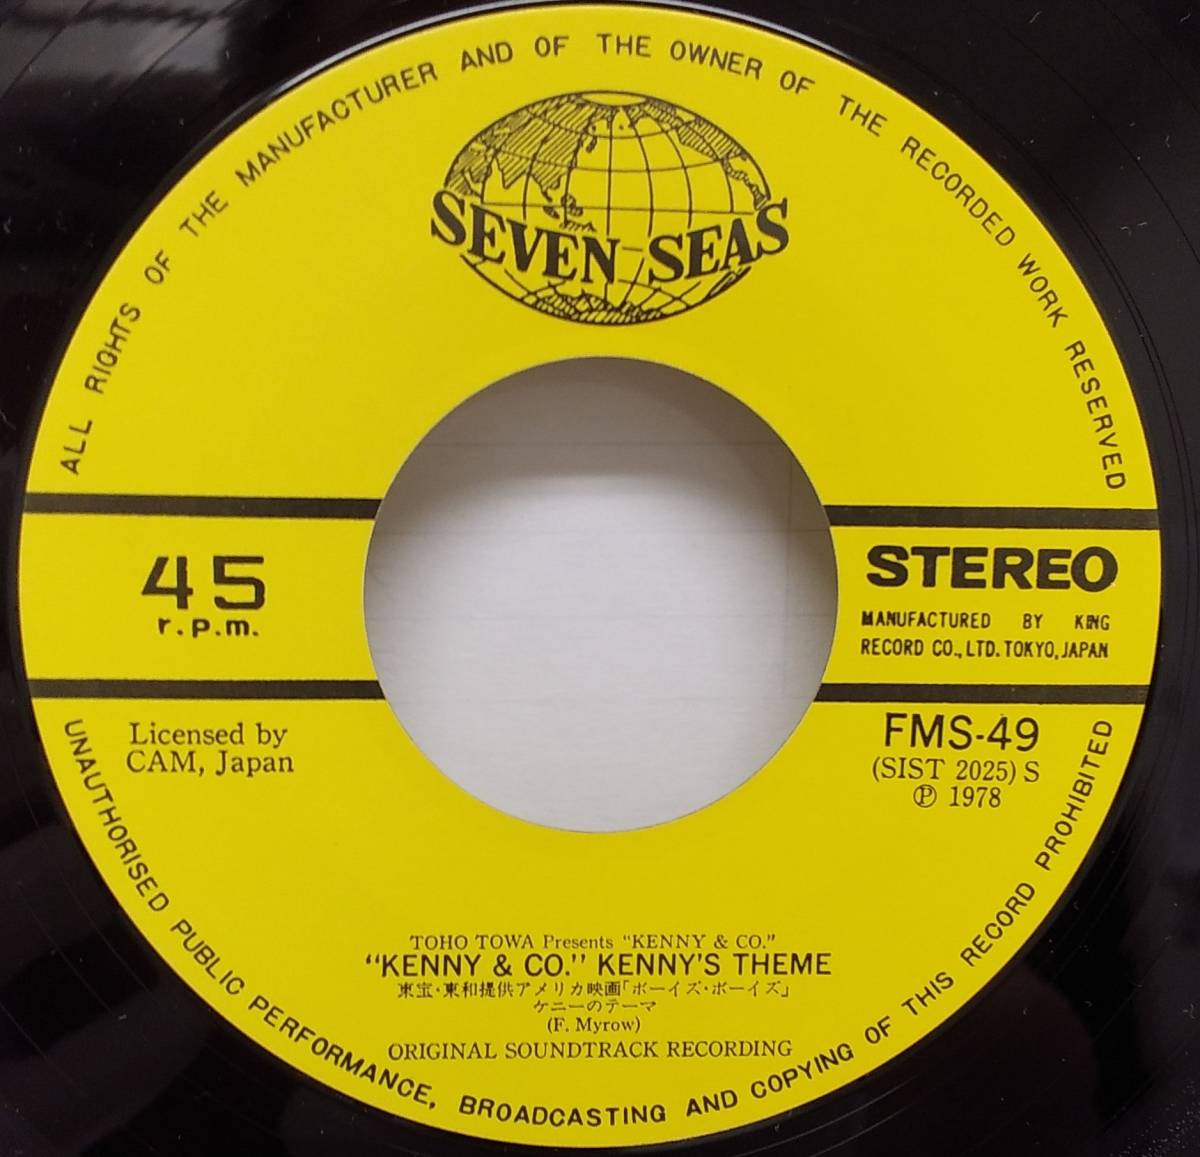 ALL RIGHTS OF THE MANUFACTURER AND OF THE OWNER OF THE RECORDED WORK RESERVED
SEVEN SEAS
45
r.p.m.
STEREO
MANUFACTURED BY KING
RECORD CO., LTD. TOKYO, JAPAN
Licensed by
CAM, Japan
FMS-49
(SIST 2025) S
Ⓟ 1978
TOHO TOWA Presents "KENNY & CO."
"KENNY & CO." KENNY'S THEME
東宝・東和提供アメリカ映画「ボーイズ・ボーイズ」
ケニーのテーマ
(F. Myrow)
ORIGINAL SOUNDTRACK RECORDING
UNAUTHORISED PUBLIC PERFORMANCE, BROADCASTING AND COPYING OF THIS RECORD PROHIBITED